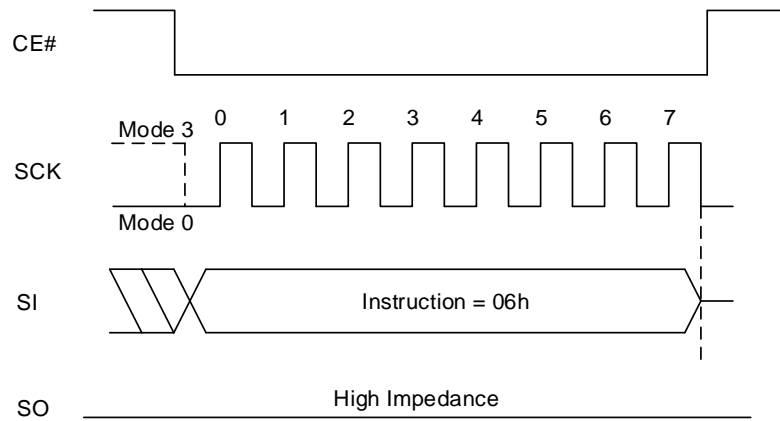 CE#
0 1 2 3 4 5 6 7
Mode 3
SCK
Mode 0
SI
Instruction = 06h
High Impedance
SO